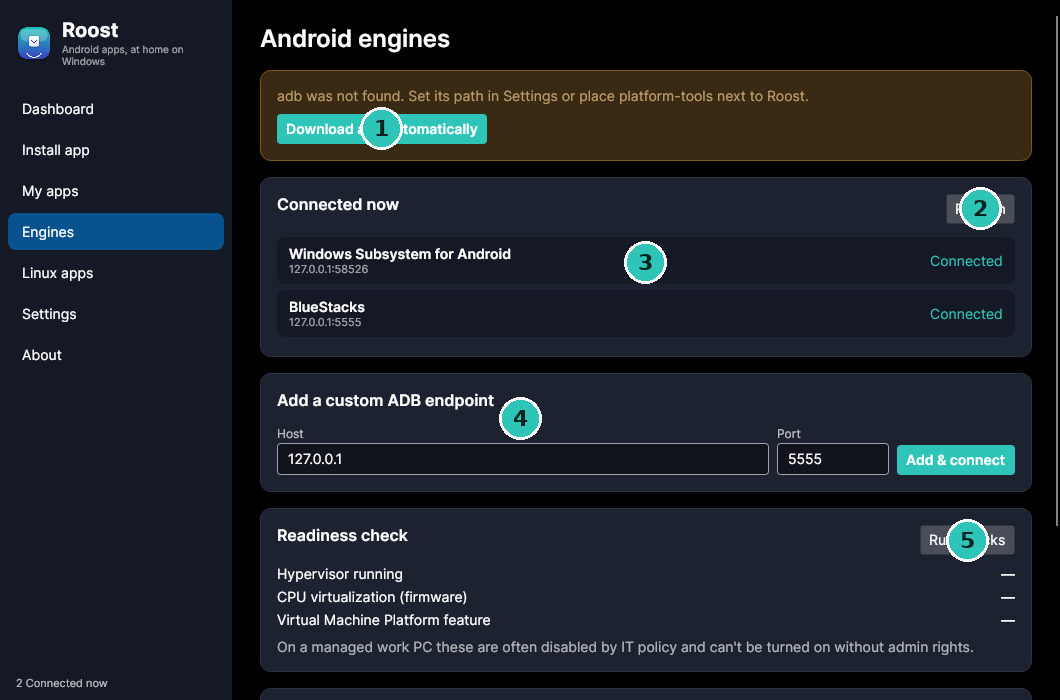 Roost
Android apps, at home on
Windows
Dashboard
Install app
My apps
Engines
Linux apps
Settings
About
2 Connected now
Android engines
adb was not found. Set its path in Settings or place platform-tools next to Roost.
Download
1
Connected now
2
Windows Subsystem for Android
127.0.0.1:58526
3
Connected
BlueStacks
127.0.0.1:5555
Connected
Add a custom ADB endpoint
4
Host
Port
127.0.0.1
5555
Add & connect
Readiness check
5
Hypervisor running —
CPU virtualization (firmware) —
Virtual Machine Platform feature —
On a managed work PC these are often disabled by IT policy and can't be turned on without admin rights.